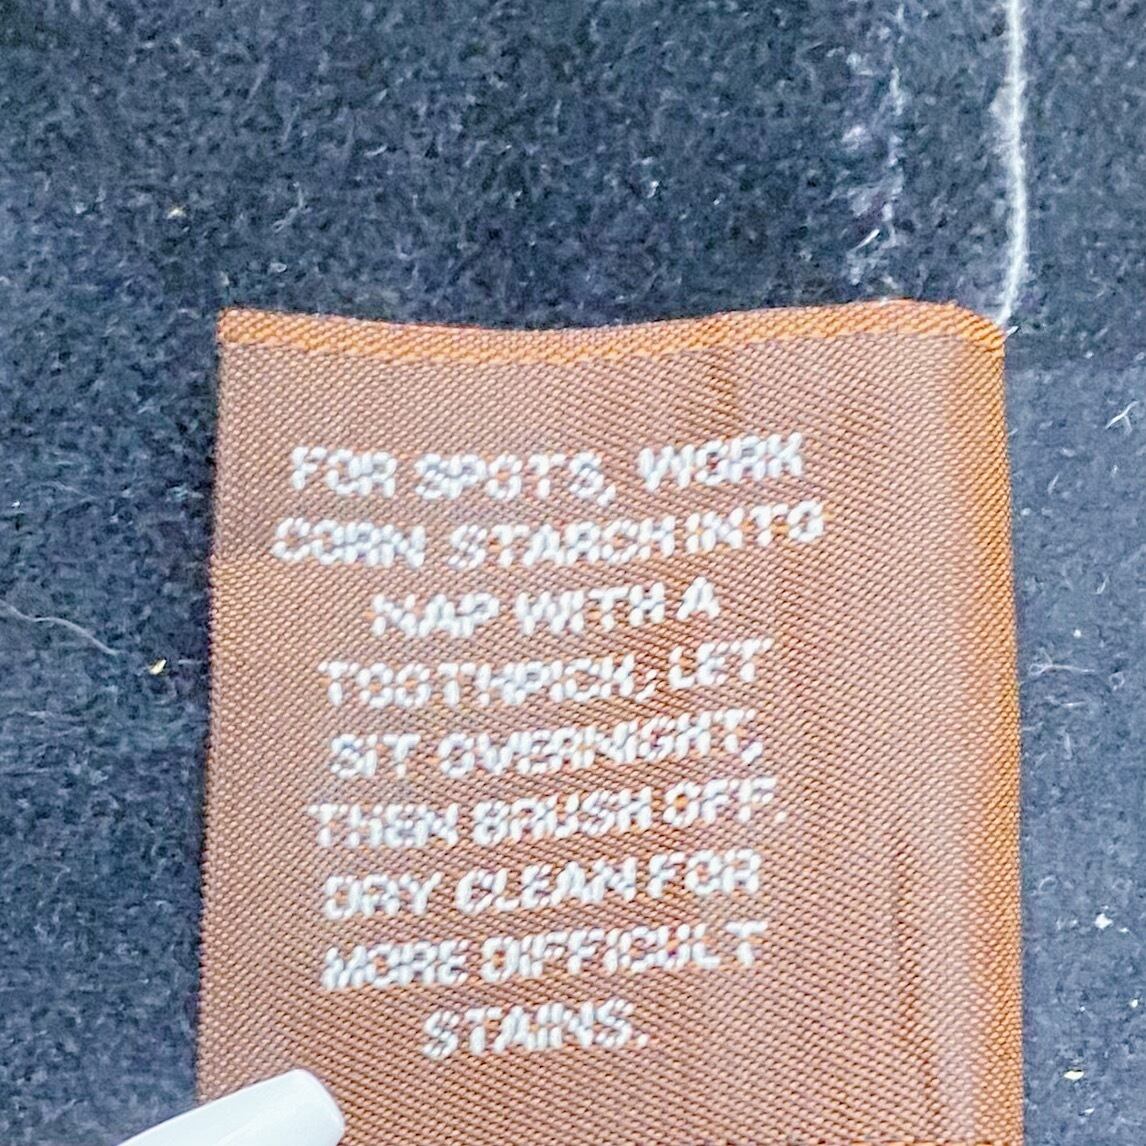 FOR SPOTS, WORK
CORN STARCH INTO
NAP WITH A
TOOTHPICK, LET
SIT OVERNIGHT,
THEN BRUSH OFF.
DRY CLEAN FOR
MORE DIFFICULT
STAINS.